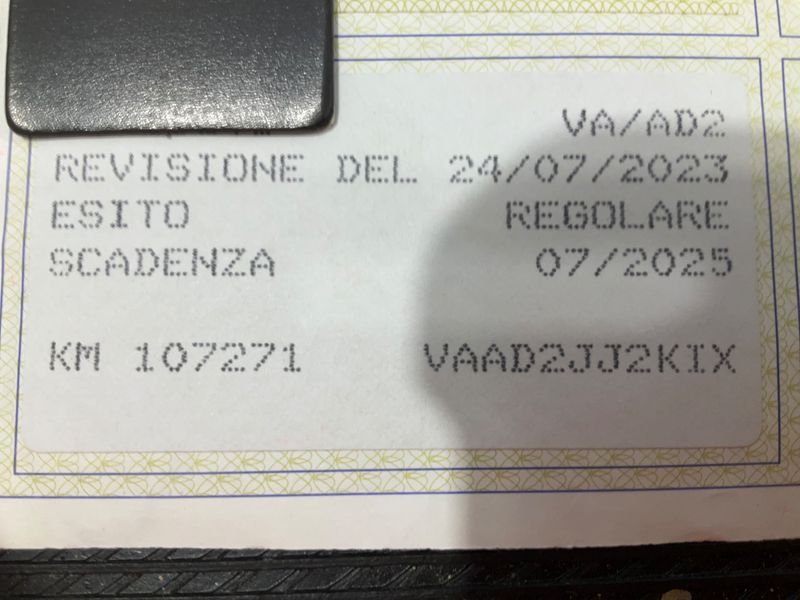 VA/AD2
REVISIONE DEL 24/07/2023
ESITO REGOLARE
SCADENZA 07/2025
KM 107271 VAAD2JJ2KIX